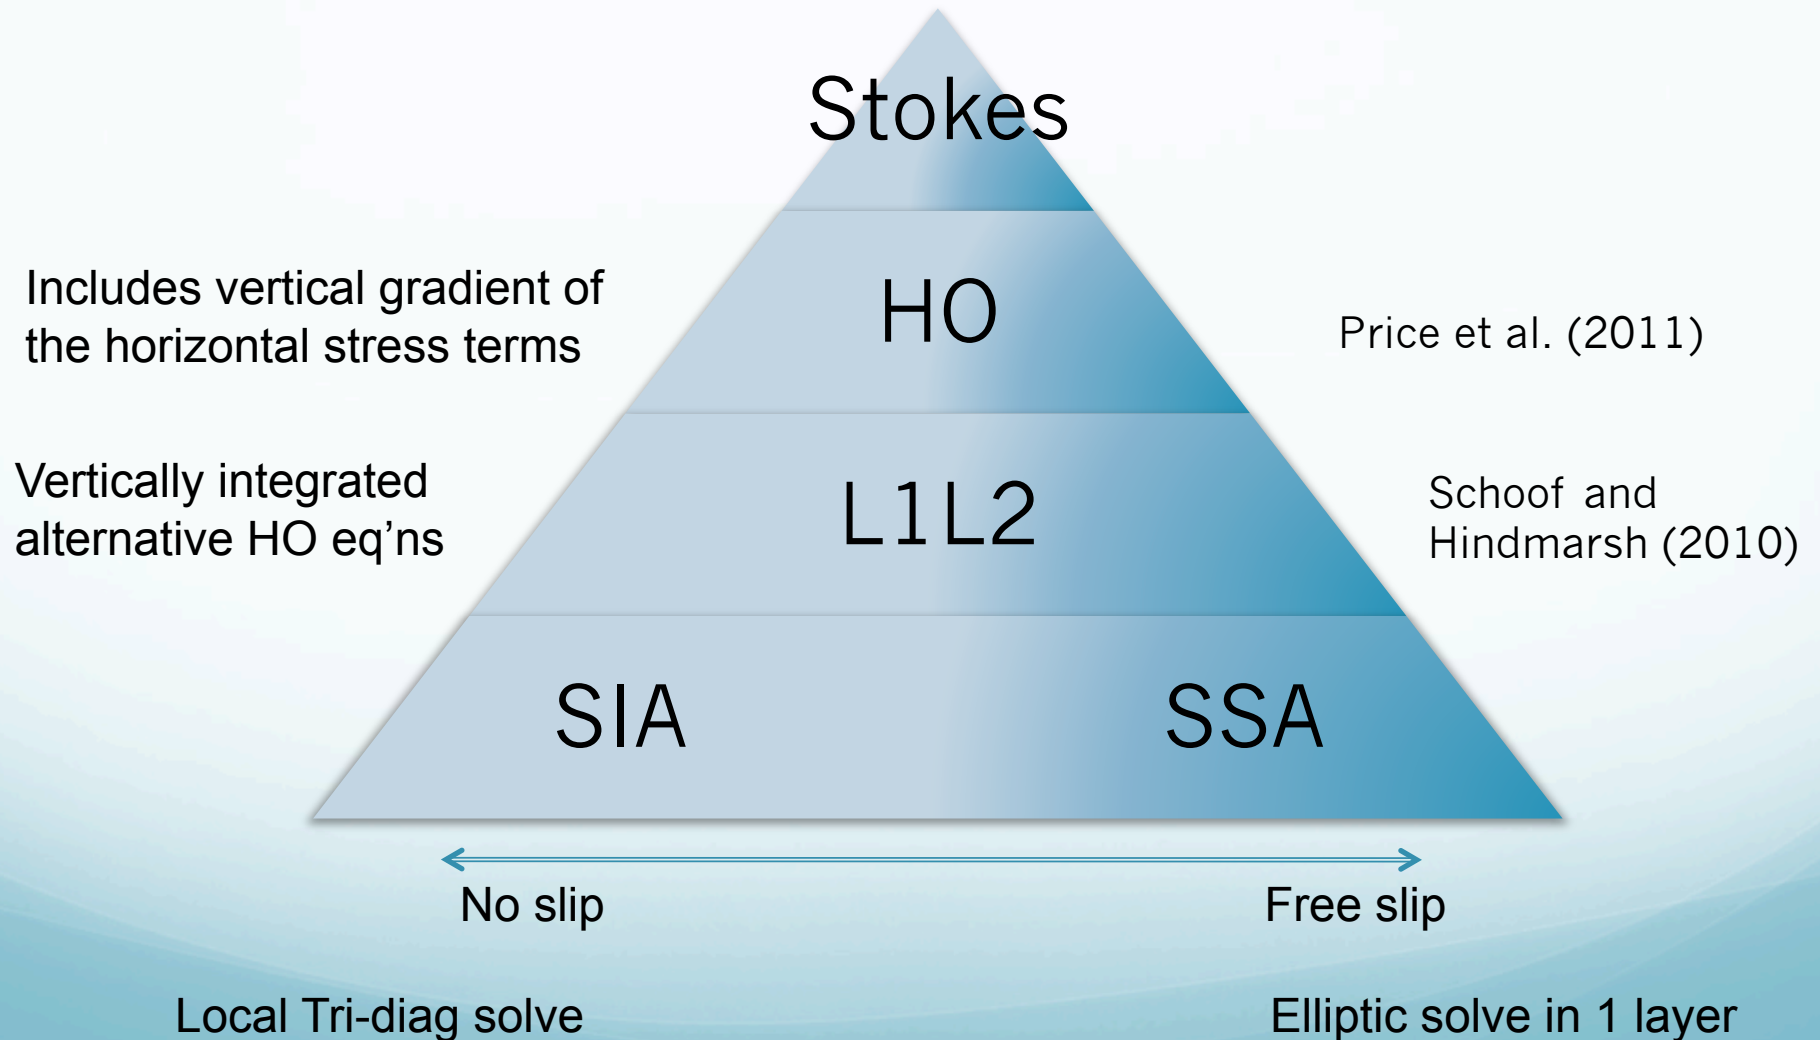 Stokes
Includes vertical gradient of
the horizontal stress terms
HO
Price et al. (2011)
Vertically integrated
alternative HO eq’ns
L1L2
Schoof and
Hindmarsh (2010)
SIA
SSA
No slip
Free slip
Local Tri-diag solve
Elliptic solve in 1 layer